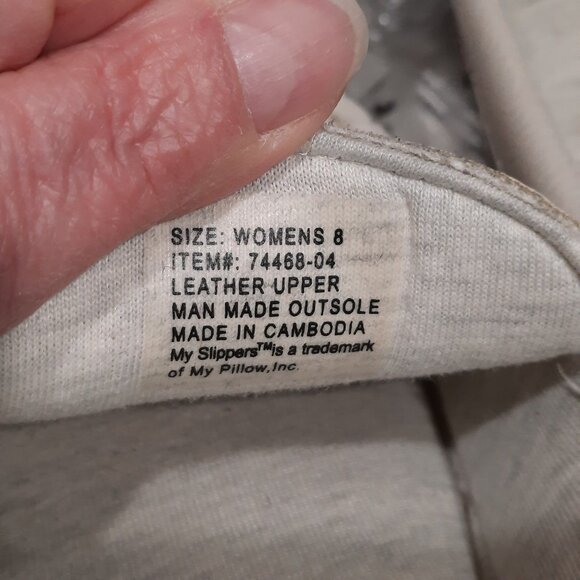 SIZE: WOMENS 8
ITEM#: 74468-04
LEATHER UPPER
MAN MADE OUTSOLE
MADE IN CAMBODIA
My Slippers™is a trademark
of My Pillow,Inc.